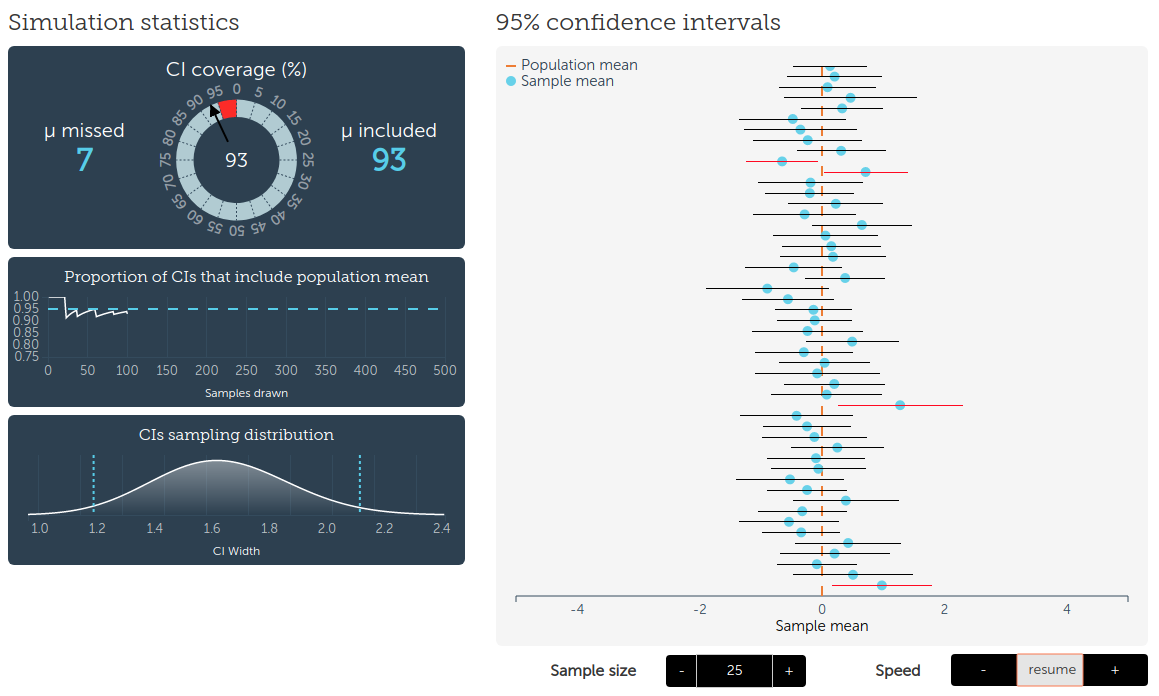 Simulation statistics
CI coverage (%)
0 5 10 15 20 25 30 35 40 45 50 55 60 65 70 75 80 85 90 95
μ missed
7
93
μ included
93
Proportion of CIs that include population mean
1.00
0.95
0.90
0.85
0.80
0.75
0 50 100 150 200 250 300 350 400 450 500
Samples drawn
CIs sampling distribution
1.0 1.2 1.4 1.6 1.8 2.0 2.2 2.4
CI Width
95% confidence intervals
Population mean
Sample mean
-4 -2 0 2 4
Sample mean
Sample size - 25 + Speed - resume +